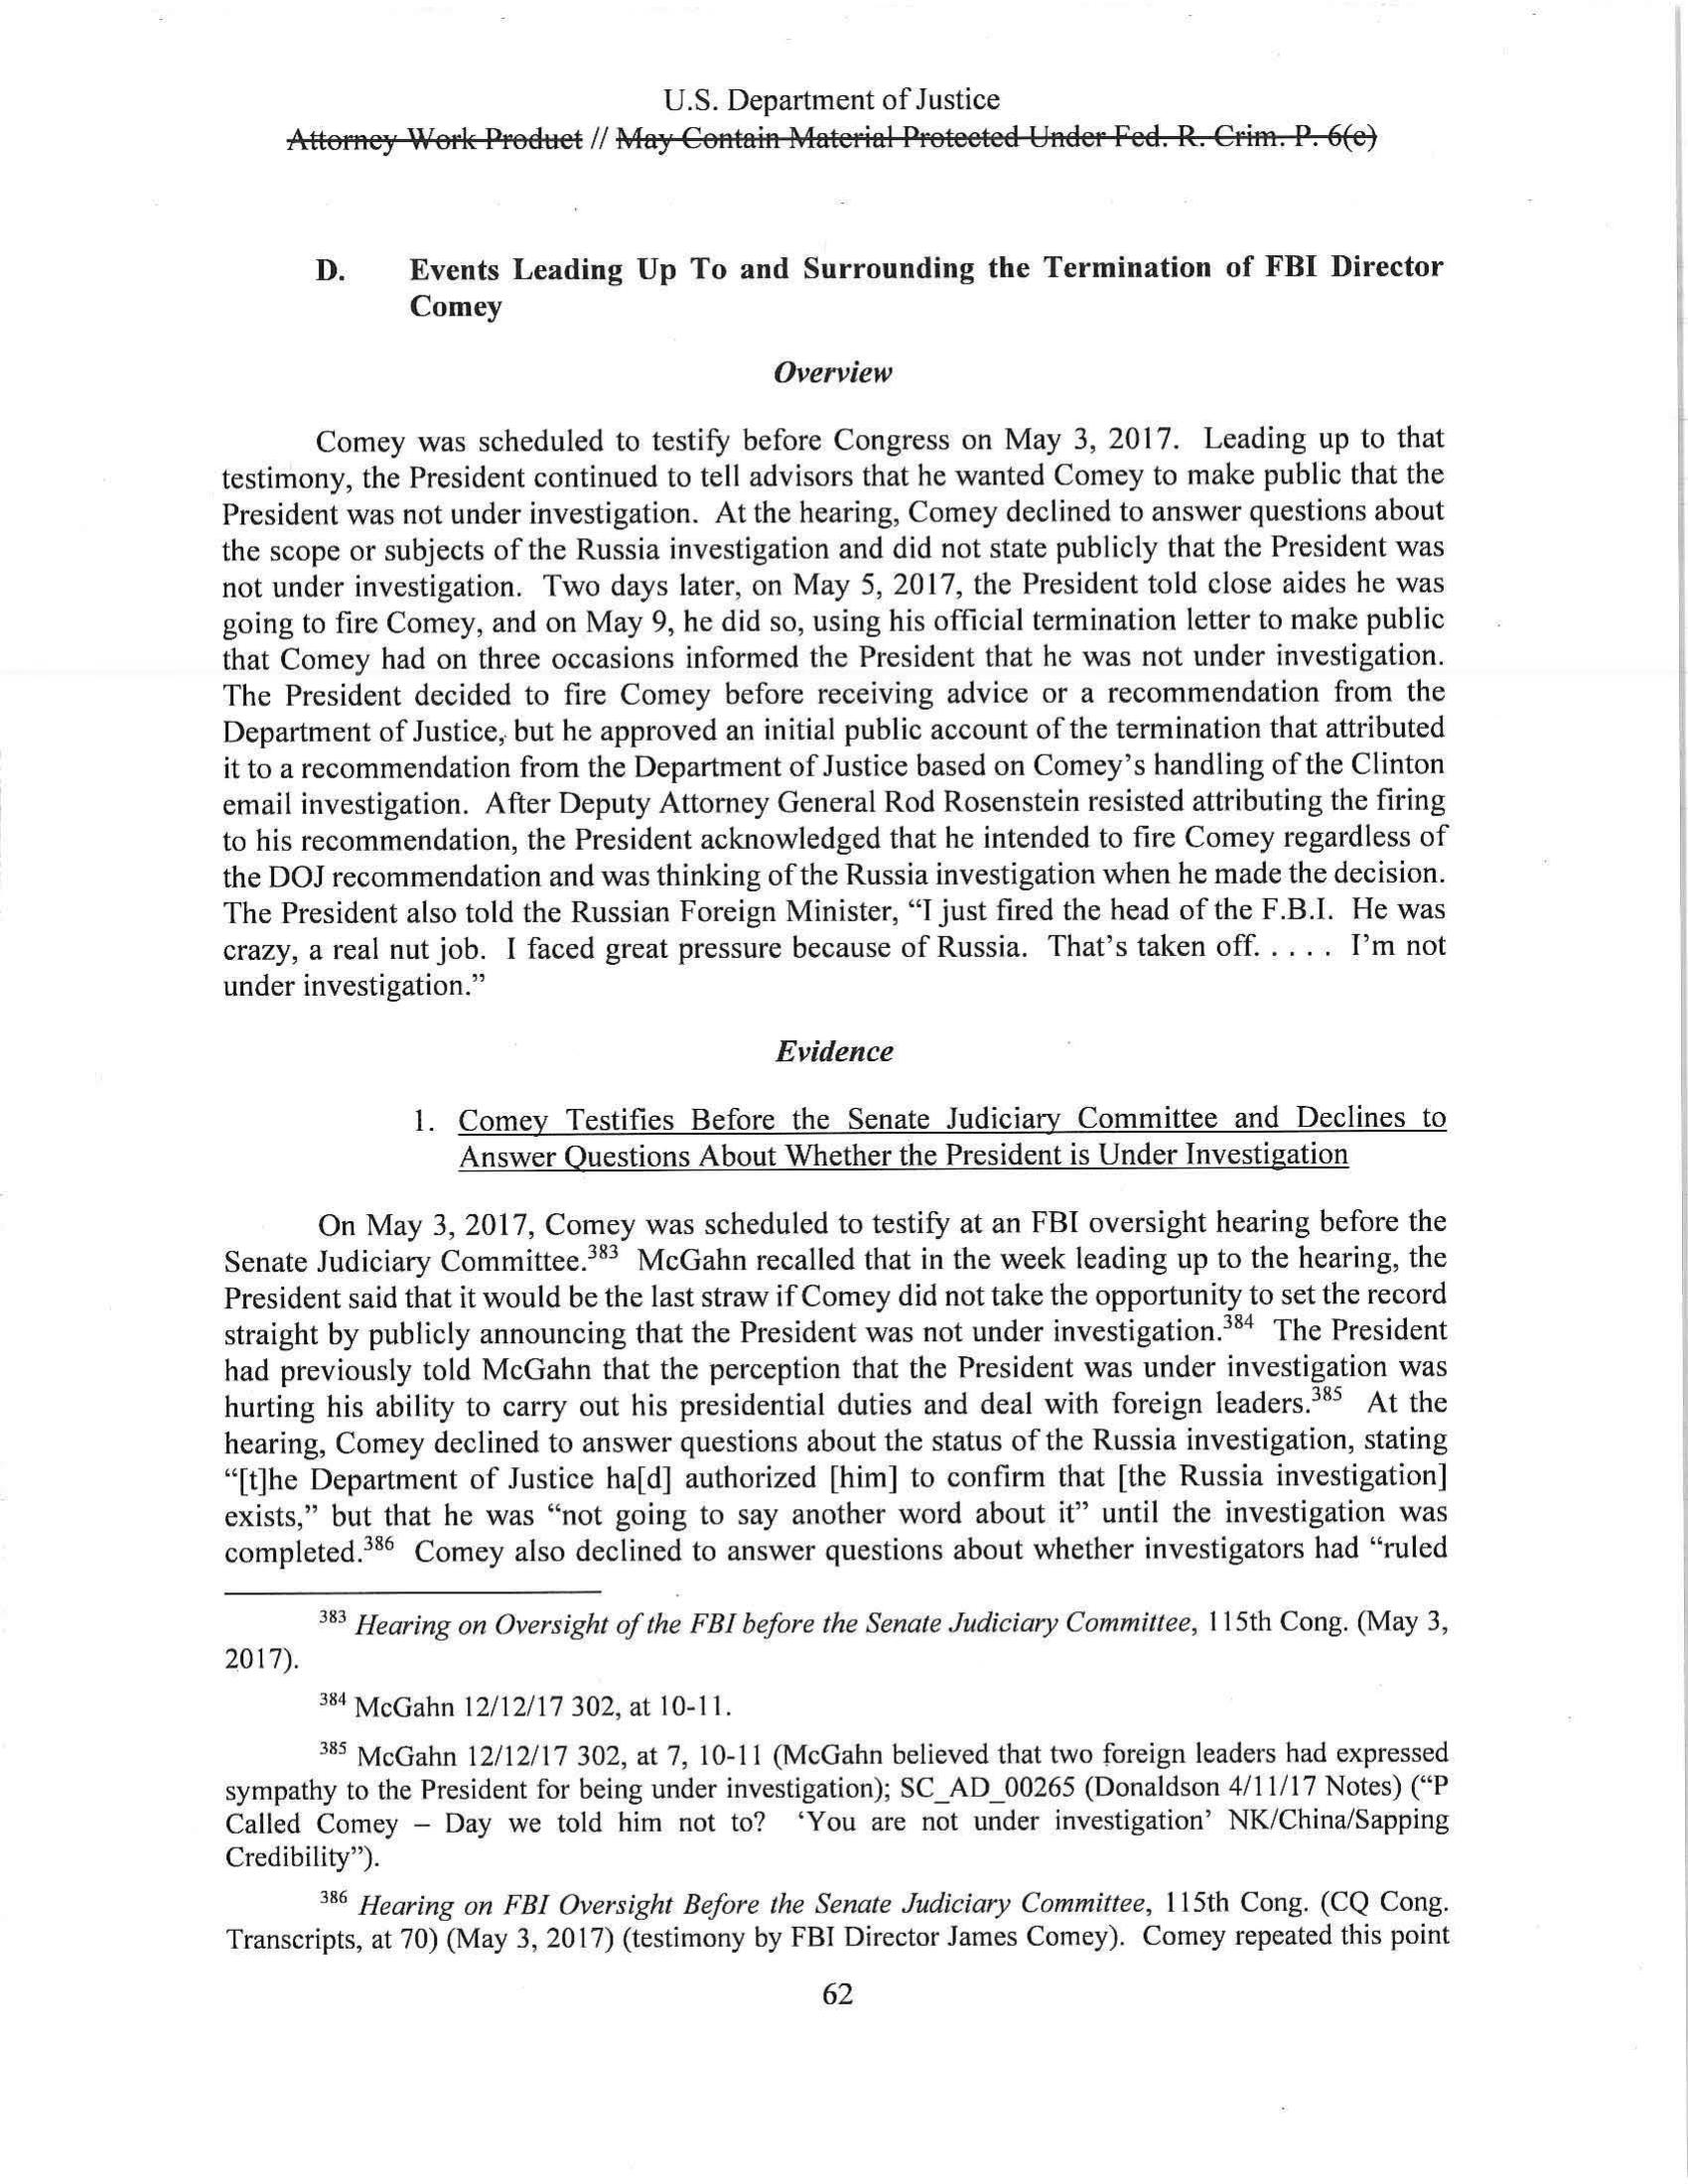 U.S. Department of Justice
Attorney Work Product // May Contain Material Protected Under Fed. R. Crim. P. 6(e)
D. Events Leading Up To and Surrounding the Termination of FBI Director
Comey
Overview
Comey was scheduled to testify before Congress on May 3, 2017. Leading up to that
testimony, the President continued to tell advisors that he wanted Comey to make public that the
President was not under investigation. At the hearing, Comey declined to answer questions about
the scope or subjects of the Russia investigation and did not state publicly that the President was
not under investigation. Two days later, on May 5, 2017, the President told close aides he was
going to fire Comey, and on May 9, he did so, using his official termination letter to make public
that Comey had on three occasions informed the President that he was not under investigation.
The President decided to fire Comey before receiving advice or a recommendation from the
Department of Justice, but he approved an initial public account of the termination that attributed
it to a recommendation from the Department of Justice based on Comey's handling of the Clinton
email investigation. After Deputy Attorney General Rod Rosenstein resisted attributing the firing
to his recommendation, the President acknowledged that he intended to fire Comey regardless of
the DOJ recommendation and was thinking of the Russia investigation when he made the decision.
The President also told the Russian Foreign Minister, “I just fired the head of the F.B.I. He was
crazy, a real nut job. I faced great pressure because of Russia. That's taken off. . . . . I'm not
under investigation.”
Evidence
1. Comey Testifies Before the Senate Judiciary Committee and Declines to
Answer Questions About Whether the President is Under Investigation
On May 3, 2017, Comey was scheduled to testify at an FBI oversight hearing before the
Senate Judiciary Committee.383 McGahn recalled that in the week leading up to the hearing, the
President said that it would be the last straw if Comey did not take the opportunity to set the record
straight by publicly announcing that the President was not under investigation.384 The President
had previously told McGahn that the perception that the President was under investigation was
hurting his ability to carry out his presidential duties and deal with foreign leaders.385 At the
hearing, Comey declined to answer questions about the status of the Russia investigation, stating
“[t]he Department of Justice ha[d] authorized [him] to confirm that [the Russia investigation]
exists,” but that he was “not going to say another word about it” until the investigation was
completed.386 Comey also declined to answer questions about whether investigators had “ruled
383 Hearing on Oversight of the FBI before the Senate Judiciary Committee, 115th Cong. (May 3,
2017).
384 McGahn 12/12/17 302, at 10-11.
385 McGahn 12/12/17 302, at 7, 10-11 (McGahn believed that two foreign leaders had expressed
sympathy to the President for being under investigation); SC_AD_00265 (Donaldson 4/11/17 Notes) (“P
Called Comey – Day we told him not to? ‘You are not under investigation’ NK/China/Sapping
Credibility”).
386 Hearing on FBI Oversight Before the Senate Judiciary Committee, 115th Cong. (CQ Cong.
Transcripts, at 70) (May 3, 2017) (testimony by FBI Director James Comey). Comey repeated this point
62